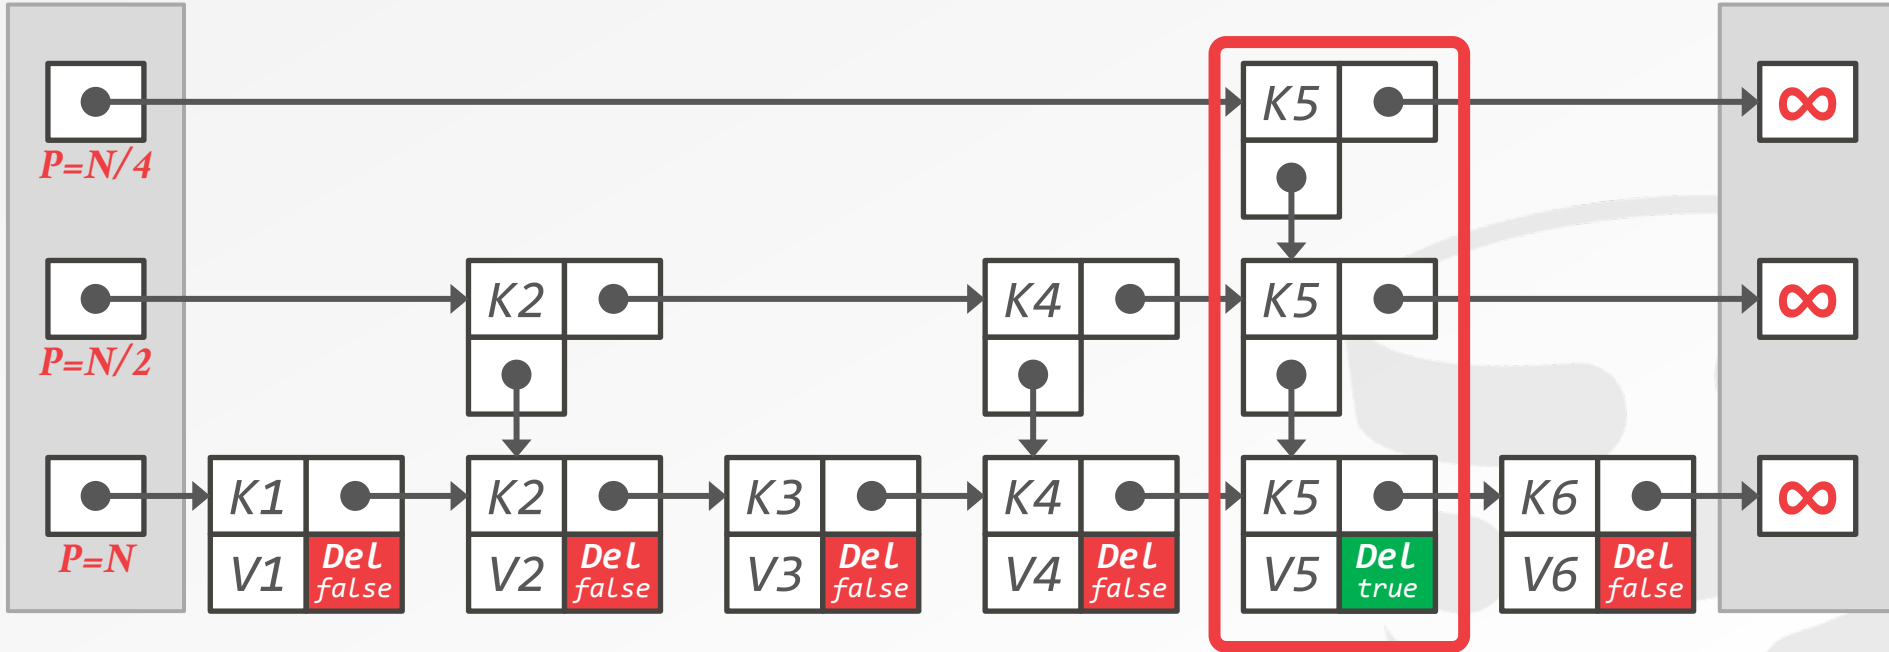 K5 ∞
P=N/4
K2 K4 K5 ∞
P=N/2
K1 K2 K3 K4 K5 K6 ∞
P=N
V1 Del false V2 Del false V3 Del false V4 Del false V5 Del true V6 Del false